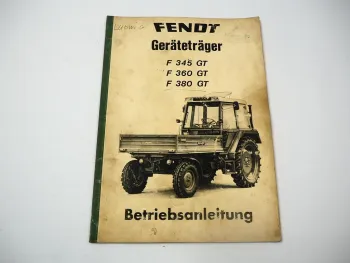 FENDT
Geräteträger
F 345 GT
F 360 GT
F 380 GT
Betriebsanleitung